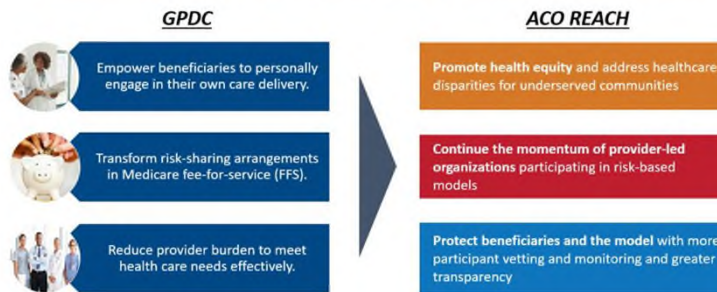 GPDC
ACO REACH
Empower beneficiaries to personally
engage in their own care delivery.
Transform risk-sharing arrangements
in Medicare fee-for-service (FFS).
Reduce provider burden to meet
health care needs effectively.
Promote health equity and address healthcare
disparities for underserved communities
Continue the momentum of provider-led
organizations participating in risk-based
models
Protect beneficiaries and the model with more
participant vetting and monitoring and greater
transparency